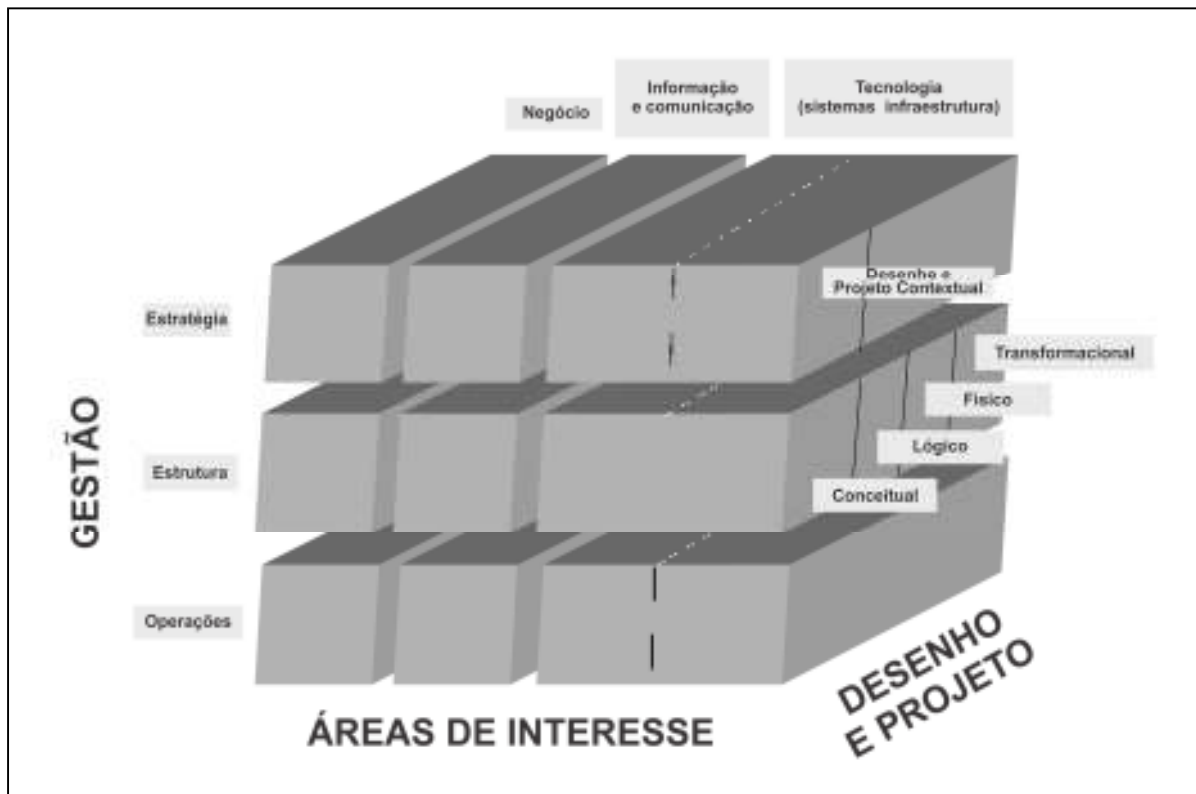 Negócio
Informação
e comunicação
Tecnologia
(sistemas infraestrutura)
Estratégia
Desenho e
Projeto Contextual
Transformacional
Físico
Lógico
Conceitual
Estrutura
Operações
GESTÃO
ÁREAS DE INTERESSE
DESENHO
E PROJETO